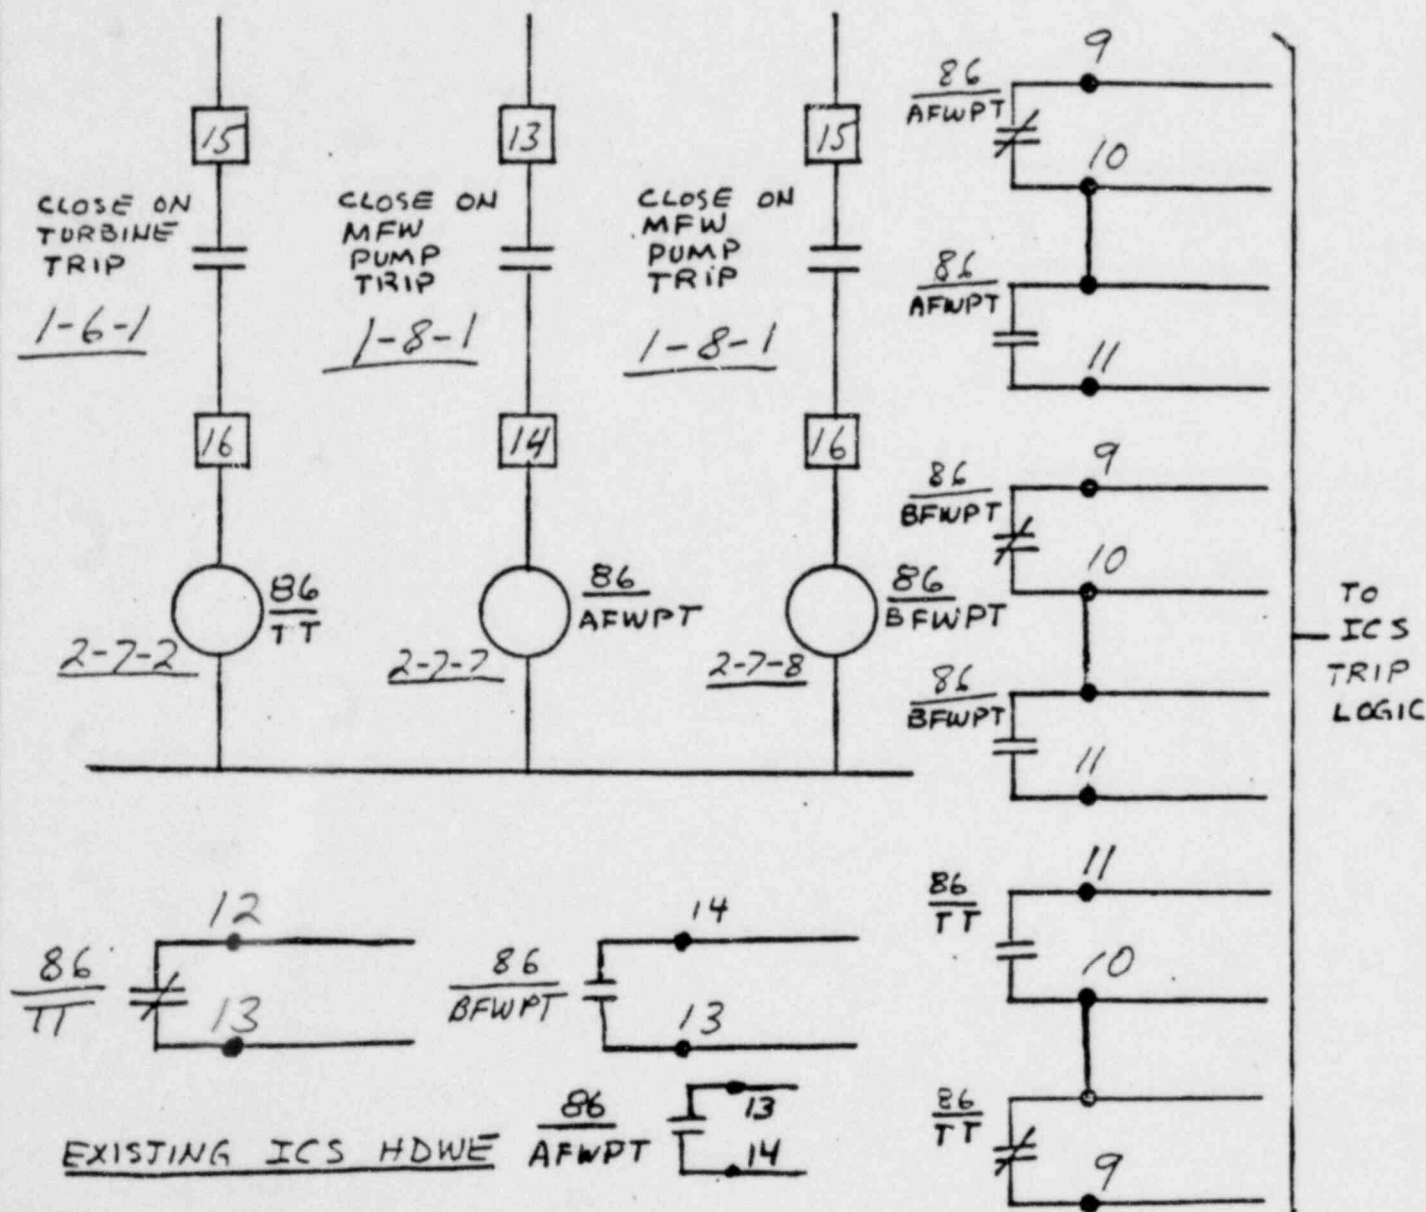 15
CLOSE ON
TURBINE
TRIP
1-6-1
16
86
TT
2-7-2
13
CLOSE ON
MFW
PUMP
TRIP
1-8-1
14
86
AFWPT
2-7-7
15
CLOSE ON
MFW
PUMP
TRIP
1-8-1
16
86
BFWPT
2-7-8
86
AFWPT
9
10
86
AFWPT
11
86
BFWPT
9
10
86
BFWPT
11
86
TT
11
10
86
TT
9
TO
ICS
TRIP
LOGIC
86
TT
12
13
86
BFWPT
14
13
86
AFWPT
13
14
EXISTING ICS HDWE